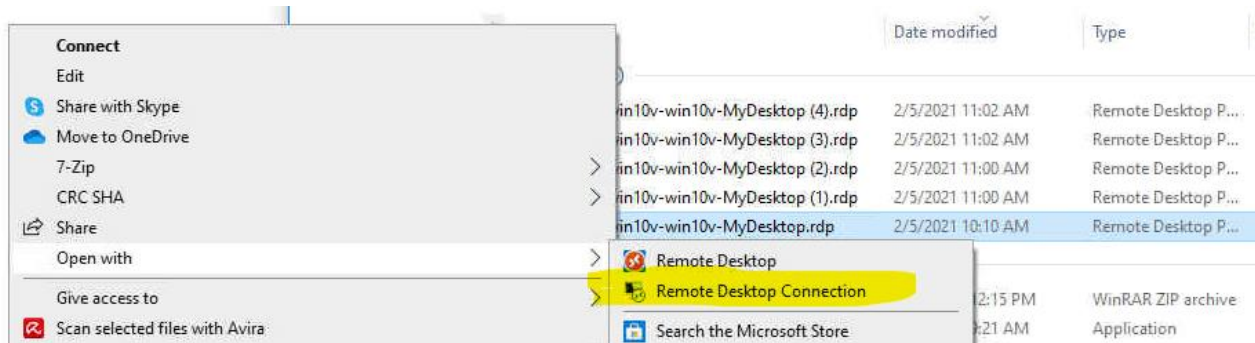 Date modified Type
Connect
Edit
Share with Skype
in10v-win10v-MyDesktop (4).rdp 2/5/2021 11:02 AM Remote Desktop P...
Move to OneDrive
in10v-win10v-MyDesktop (3).rdp 2/5/2021 11:02 AM Remote Desktop P...
7-Zip
in10v-win10v-MyDesktop (2).rdp 2/5/2021 11:00 AM Remote Desktop P...
CRC SHA
in10v-win10v-MyDesktop (1).rdp 2/5/2021 11:00 AM Remote Desktop P...
Share
in10v-win10v-MyDesktop.rdp 2/5/2021 10:10 AM Remote Desktop P...
Open with
Remote Desktop
Give access to
Remote Desktop Connection
2:15 PM WinRAR ZIP archive
Scan selected files with Avira
Search the Microsoft Store
:21 AM Application